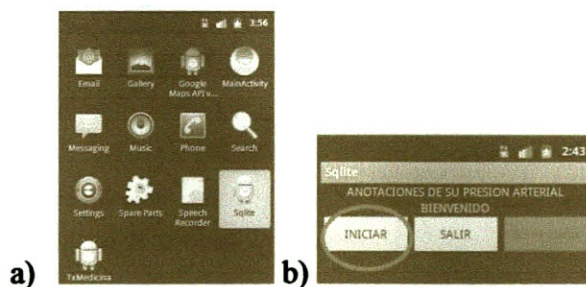 3:56
Email Gallery Google Maps API v... MainActivity
Messaging Music Phone Search
Settings Spare Parts Speech Recorder Sqlite
TxMedicina
a)
2:43
Sqlite
ANOTACIONES DE SU PRESION ARTERIAL
BIENVENIDO
INICIAR SALIR
b)